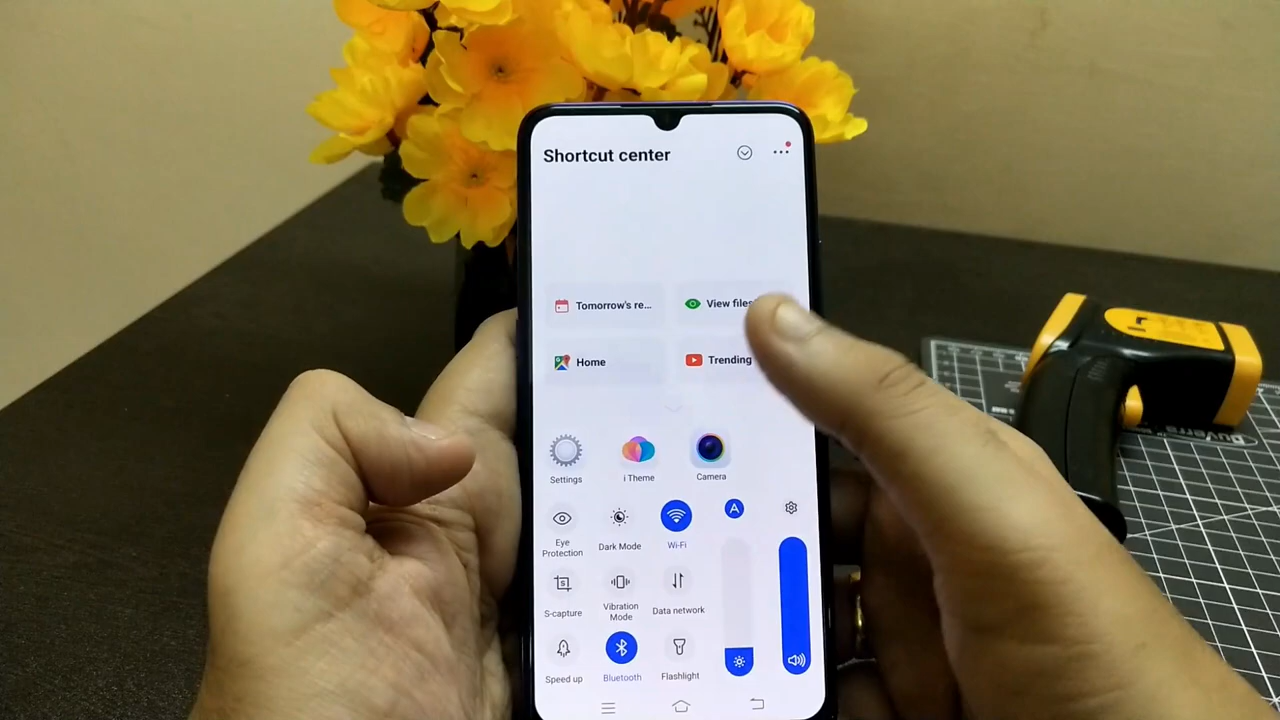 Shortcut center
Tomorrow's re...
View files
Home
Trending
Settings
i Theme
Camera
A
Eye
Protection
Dark Mode
Wi-Fi
S
S-capture
Vibration
Mode
Data network
Speed up
Bluetooth
Flashlight